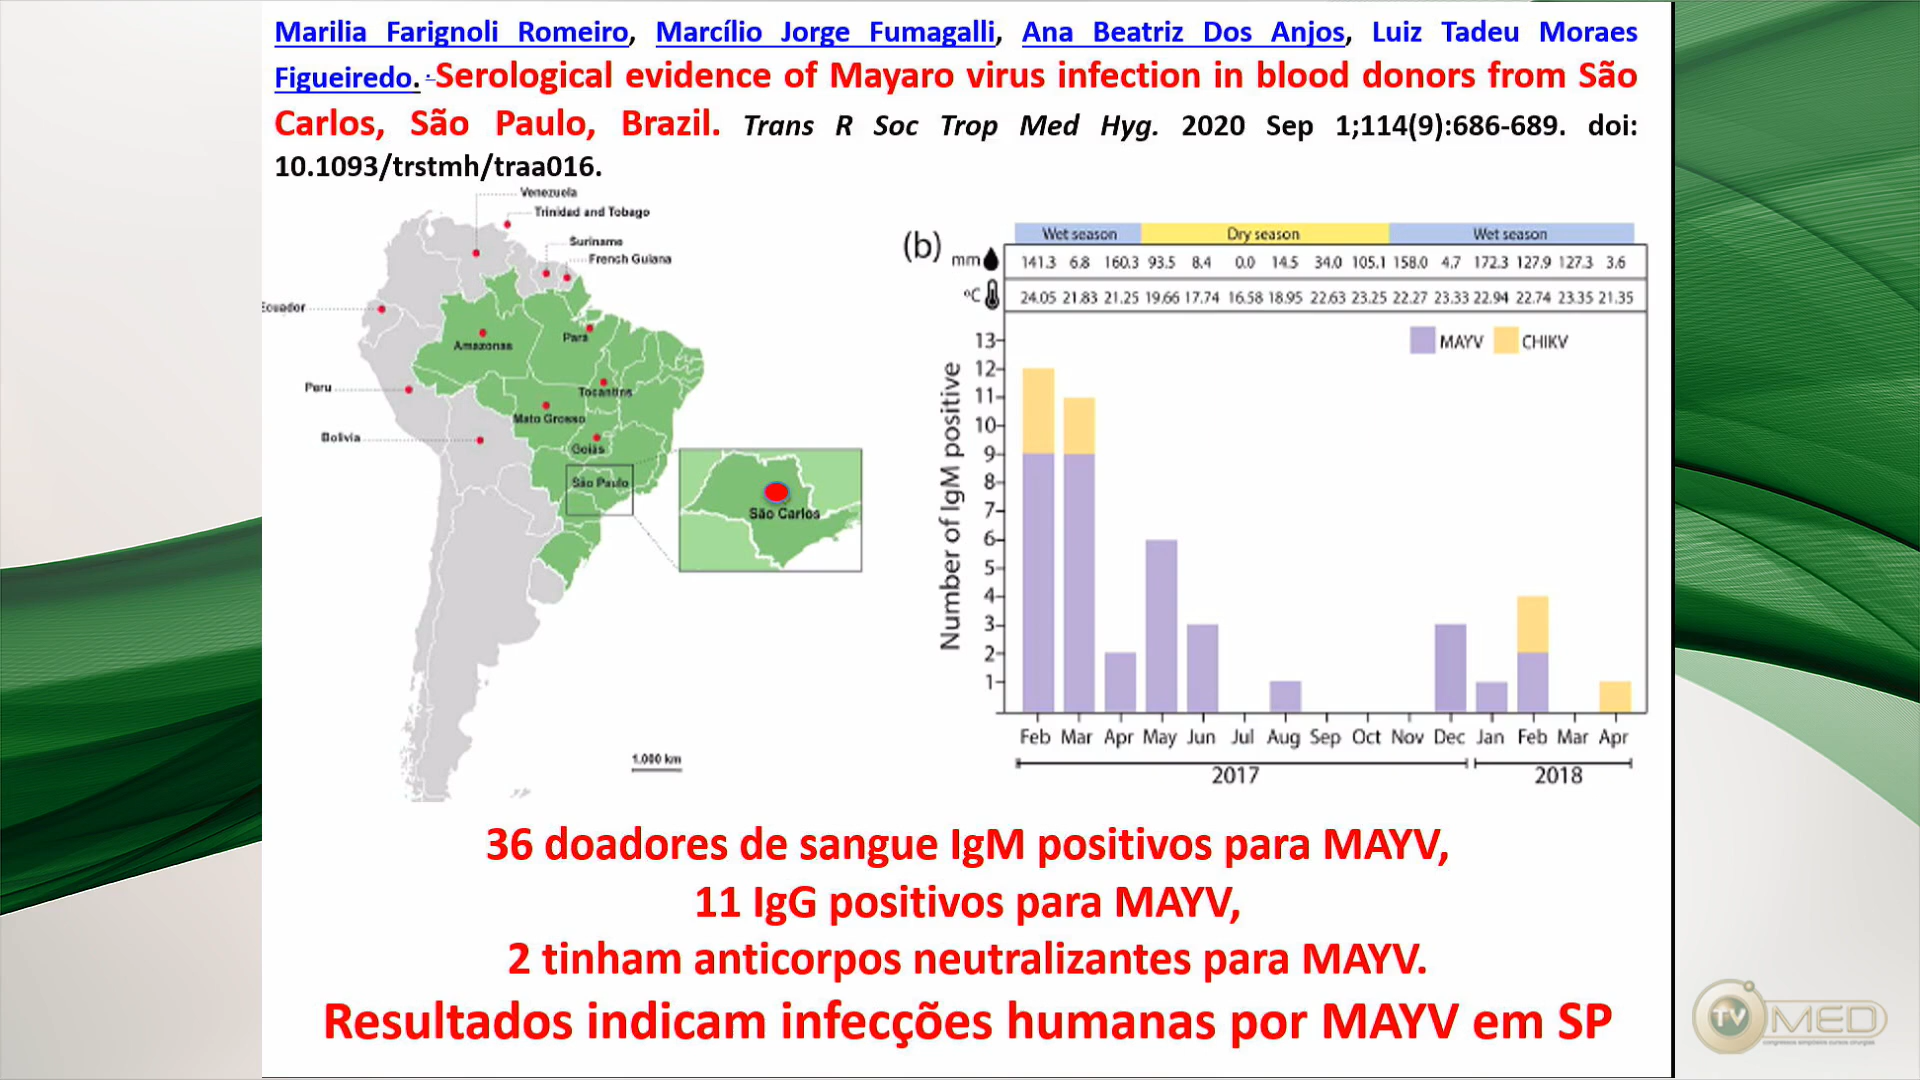 Marilia Farignoli Romeiro, Marcílio Jorge Fumagalli, Ana Beatriz Dos Anjos, Luiz Tadeu Moraes
Figueiredo. Serological evidence of Mayaro virus infection in blood donors from São
Carlos, São Paulo, Brazil. Trans R Soc Trop Med Hyg. 2020 Sep 1;114(9):686-689. doi:
10.1093/trstmh/traa016.
Venezuela
Trinidad and Tobago
Suriname
French Guiana
Ecuador
Amazonas
Pará
Peru
Tocantins
Mato Grosso
Bolivia
Goiás
São Paulo
São Carlos
1.000 km
(b)
Wet season Dry season Wet season
mm 141.3 6.8 160.3 93.5 8.4 0.0 14.5 34.0 105.1 158.0 4.7 172.3 127.9 127.3 3.6
ºC 24.05 21.83 21.25 19.66 17.74 16.58 18.95 22.63 23.25 22.27 23.33 22.94 22.74 23.35 21.35
MAYV CHIKV
Number of IgM positive
13
12
11
10
9
8
7
6
5
4
3
2
1
Feb Mar Apr May Jun Jul Aug Sep Oct Nov Dec Jan Feb Mar Apr
2017 2018
36 doadores de sangue IgM positivos para MAYV,
11 IgG positivos para MAYV,
2 tinham anticorpos neutralizantes para MAYV.
Resultados indicam infecções humanas por MAYV em SP
TV MED